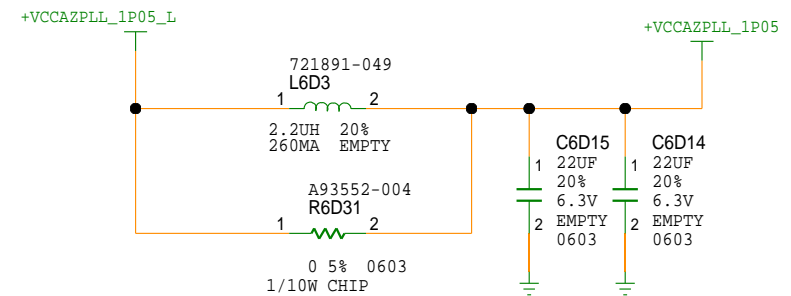 +VCCAZPLL_1P05_L
+VCCAZPLL_1P05
721891-049
L6D3
1 2
2.2UH 20%
260MA EMPTY
A93552-004
R6D31
1 2
0 5% 0603
1/10W CHIP
C6D15
1 22UF
20%
6.3V
2 EMPTY
0603
C6D14
1 22UF
20%
6.3V
2 EMPTY
0603